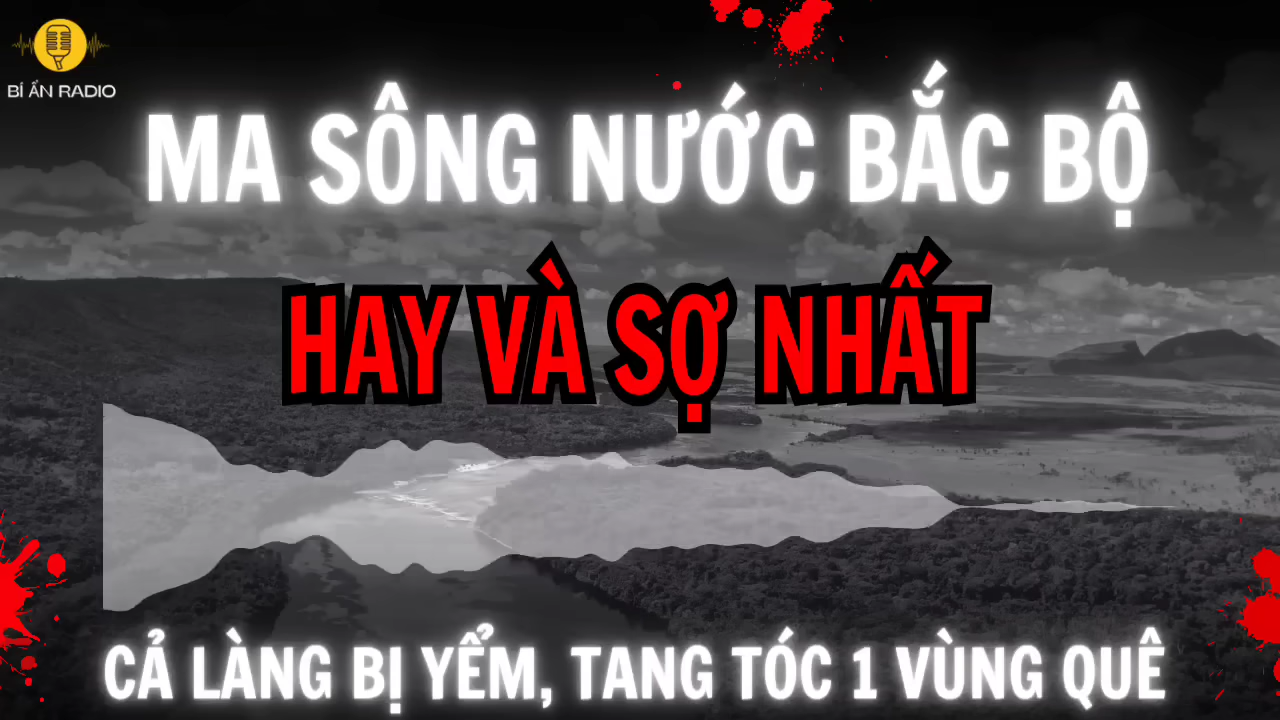 BÍ ẨN RADIO
MA SÔNG NƯỚC BẮC BỘ
HAY VÀ SỢ NHẤT
CẢ LÀNG BỊ YỂM, TANG TÓC 1 VÙNG QUÊ